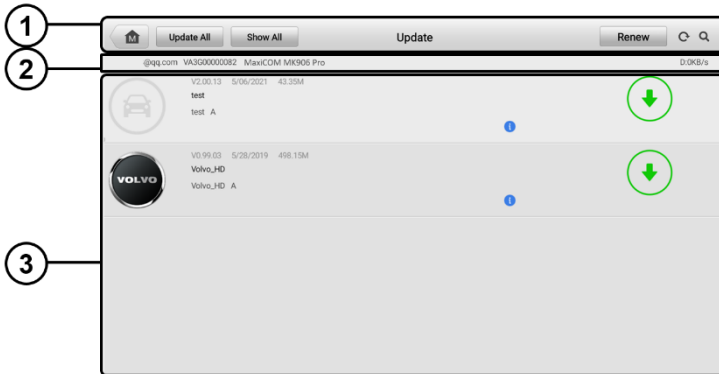 1
Update All Show All Update Renew
2
@qq.com VA3G00000082 MaxiCOM MK906 Pro D:0KB/s
V2.00.13 5/06/2021 43.35M
test
test A
V0.99.03 5/28/2019 498.15M
VOLVO
Volvo_HD
Volvo_HD A
3